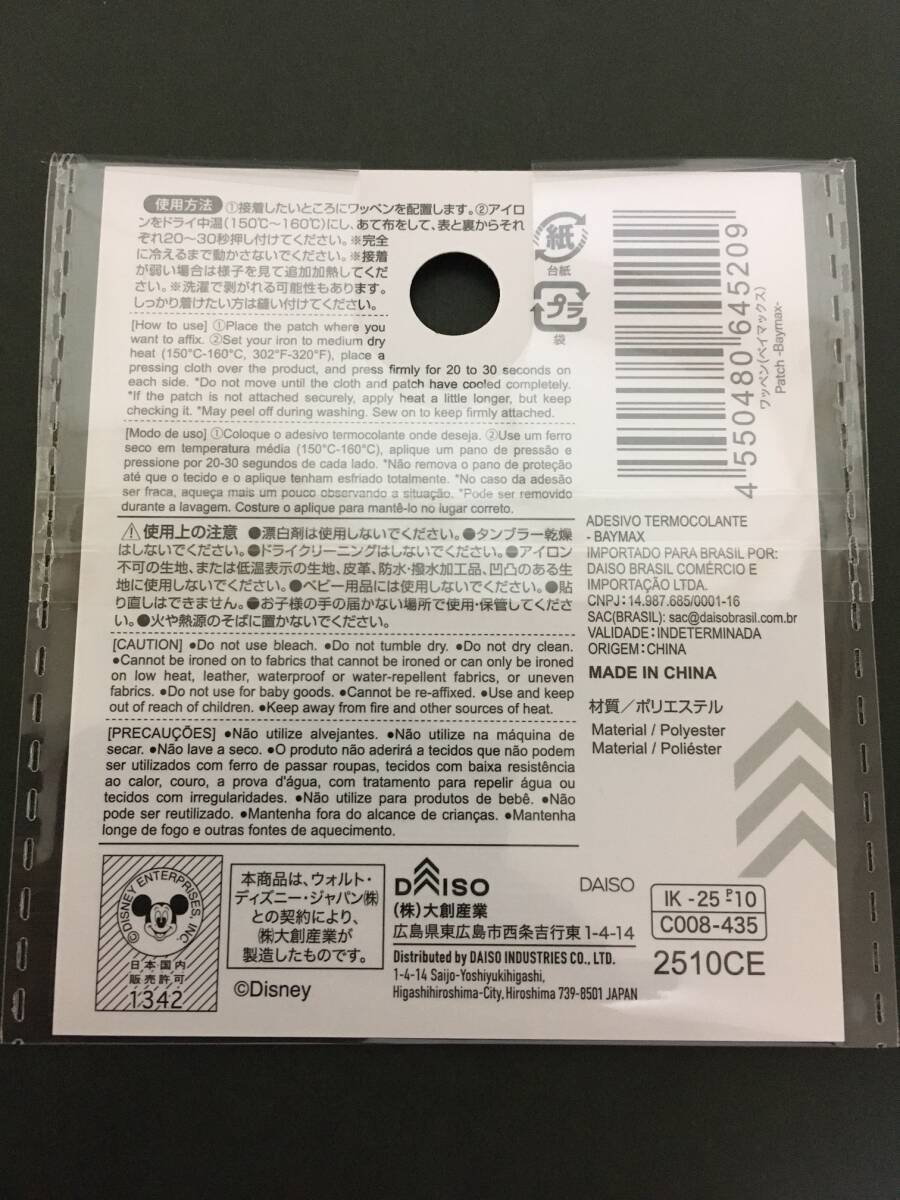 使用方法 ①接着したいところにワッペンを配置します。②アイロ
ンをドライ中温(150℃〜160℃)にし、あて布をして、表と裏からそれ
ぞれ20〜30秒押し付けてください。※完全
に冷えるまで動かさないでください。※接着
が弱い場合は様子を見て追加加熱してくだ
さい。※洗濯で剥がれる可能性もあります。
しっかり着けたい方は縫い付けてください。
[How to use] ①Place the patch where you
want to affix. ②Set your iron to medium dry
heat (150°C-160°C, 302°F-320°F), place a
pressing cloth over the product, and press firmly for 20 to 30 seconds on
each side. *Do not move until the cloth and patch have cooled completely.
*If the patch is not attached securely, apply heat a little longer, but keep
checking it. *May peel off during washing. Sew on to keep firmly attached.
[Modo de uso] ①Coloque o adesivo termocolante onde deseja. ②Use um ferro
seco em temperatura média (150°C-160°C), aplique um pano de pressão e
pressione por 20-30 segundos de cada lado. *Não remova o pano de proteção
até que o tecido e o aplique tenham esfriado totalmente. *No caso da adesão
ser fraca, aqueça mais um pouco observando a situação. *Pode ser removido
durante a lavagem. Costure o aplique para mantê-lo no lugar correto.
⚠使用上の注意 ●漂白剤は使用しないでください。●タンブラー乾燥
はしないでください。●ドライクリーニングはしないでください。●アイロン
不可の生地、または低温表示の生地、皮革、防水・撥水加工品、凹凸のある生
地に使用しないでください。●ベビー用品には使用しないでください。●貼
り直しはできません。●お子様の手の届かない場所で使用・保管してくださ
い。●火や熱源のそばに置かないでください。
[CAUTION] ●Do not use bleach. ●Do not tumble dry. ●Do not dry clean.
●Cannot be ironed on to fabrics that cannot be ironed or can only be ironed
on low heat, leather, waterproof or water-repellent fabrics, or uneven
fabrics. ●Do not use for baby goods. ●Cannot be re-affixed. ●Use and keep
out of reach of children. ●Keep away from fire and other sources of heat.
[PRECAUÇÕES] ●Não utilize alvejantes. ●Não utilize na máquina de
secar. ●Não lave a seco. ●O produto não aderirá a tecidos que não podem
ser utilizados com ferro de passar roupas, tecidos com baixa resistência
ao calor, couro, a prova d'água, com tratamento para repelir água ou
tecidos com irregularidades. ●Não utilize para produtos de bebê. ●Não
pode ser reutilizado. ●Mantenha fora do alcance de crianças. ●Mantenha
longe de fogo e outras fontes de aquecimento.
紙
台紙
プラ
袋
4 550480 645209
ワッペン(ベイマックス)
Patch -Baymax-
ADESIVO TERMOCOLANTE
- BAYMAX
IMPORTADO PARA BRASIL POR:
DAISO BRASIL COMÉRCIO E
IMPORTAÇÃO LTDA.
CNPJ: 14.987.685/0001-16
SAC(BRASIL): sac@daisobrasil.com.br
VALIDADE: INDETERMINADA
ORIGEM: CHINA
MADE IN CHINA
材質/ポリエステル
Material / Polyester
Material / Poliéster
©DISNEY ENTERPRISES, INC.
日本国内
販売許可
1342
本商品は、ウォルト・
ディズニー・ジャパン㈱
との契約により、
㈱大創産業が
製造したものです。
©Disney
DAISO
(株)大創産業
広島県東広島市西条吉行東1-4-14
Distributed by DAISO INDUSTRIES CO., LTD.
1-4-14 Saijo-Yoshiyukihigashi,
Higashihiroshima-City, Hiroshima 739-8501 JAPAN
DAISO
IK - 25 P10
C008-435
2510CE